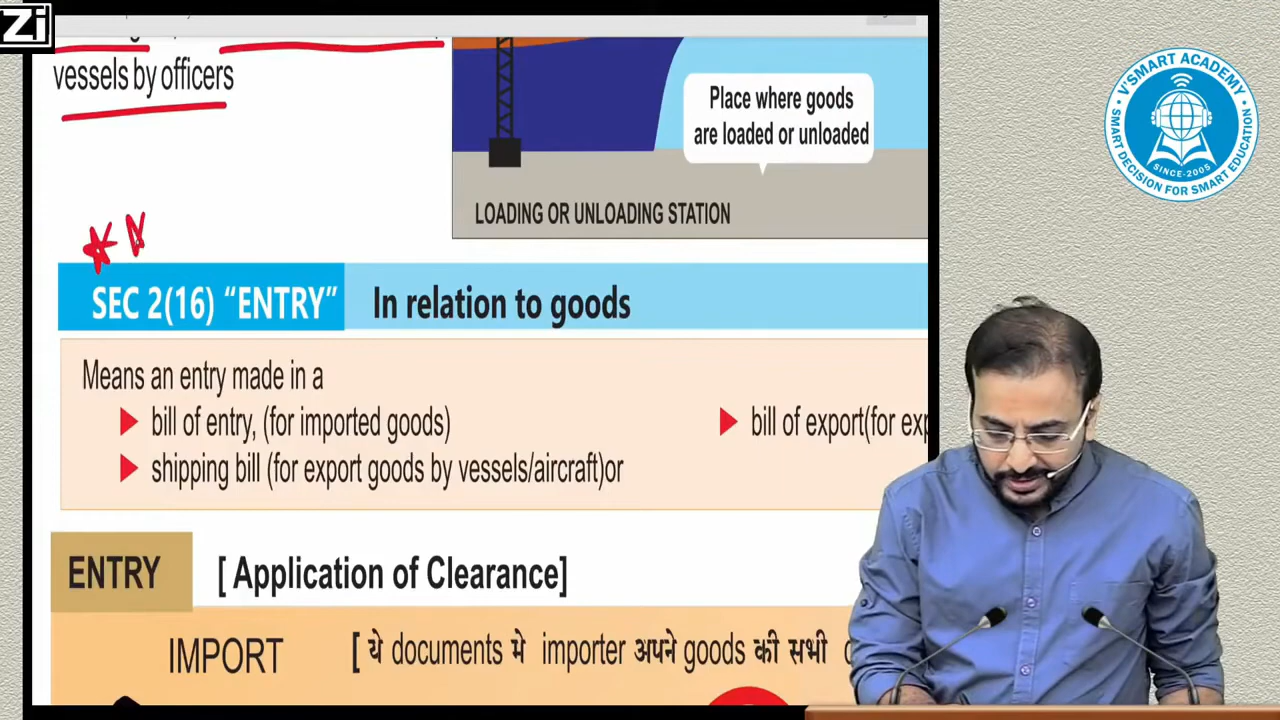 Zi
vessels by officers
Place where goods
are loaded or unloaded
LOADING OR UNLOADING STATION
V'SMART ACADEMY
SINCE-2005
SMART DECISION FOR SMART EDUCATION
SEC 2(16) “ENTRY” In relation to goods
Means an entry made in a
bill of entry, (for imported goods)
bill of export(for
shipping bill (for export goods by vessels/aircraft)or
ENTRY [ Application of Clearance]
IMPORT [ ये documents मे importer अपने goods की सभी